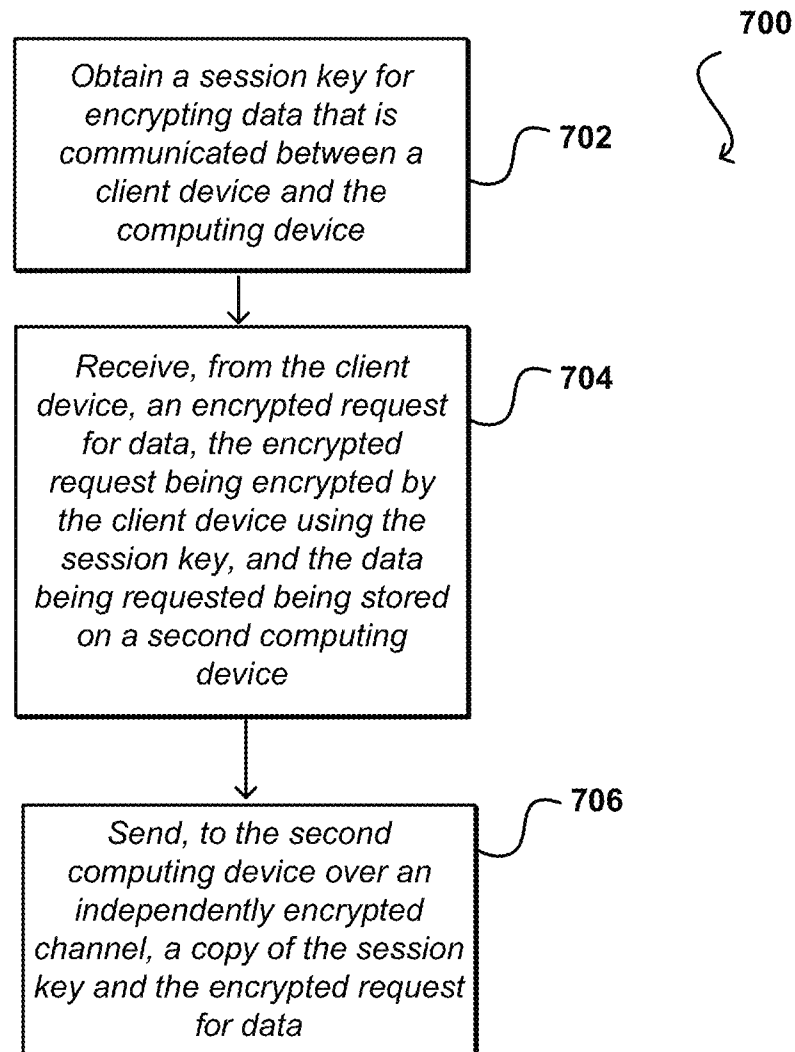 700
Obtain a session key for
encrypting data that is
communicated between a
client device and the
computing device
702
Receive, from the client
device, an encrypted request
for data, the encrypted
request being encrypted by
the client device using the
session key, and the data
being requested being stored
on a second computing
device
704
Send, to the second
computing device over an
independently encrypted
channel, a copy of the session
key and the encrypted request
for data
706